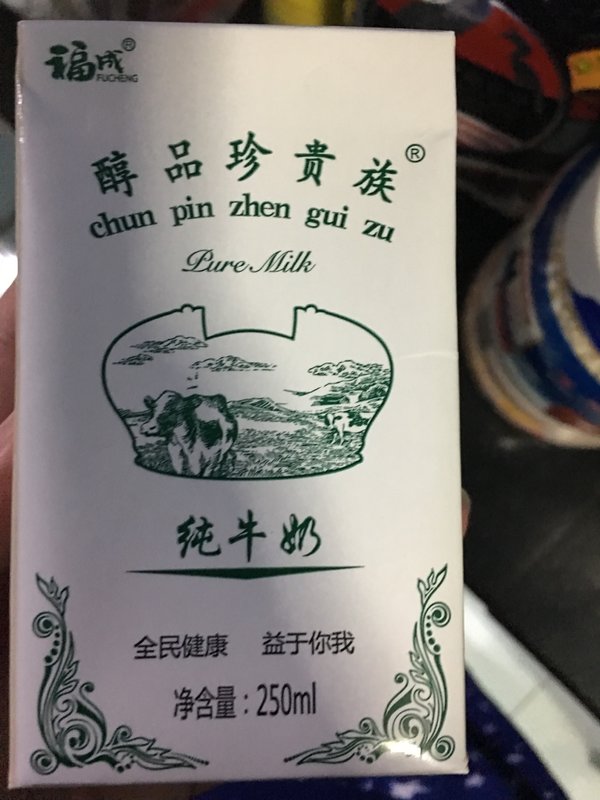 福成®
FUCHENG
醇品珍贵族®
chun pin zhen gui zu
Pure Milk
纯牛奶
全民健康 益于你我
净含量：250ml